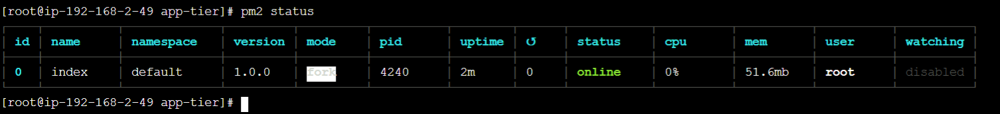 [root@ip-192-168-2-49 app-tier]# pm2 status
id name namespace version mode pid uptime ↺ status cpu mem user watching
0 index default 1.0.0 fork 4240 2m 0 online 0% 51.6mb root disabled
[root@ip-192-168-2-49 app-tier]#